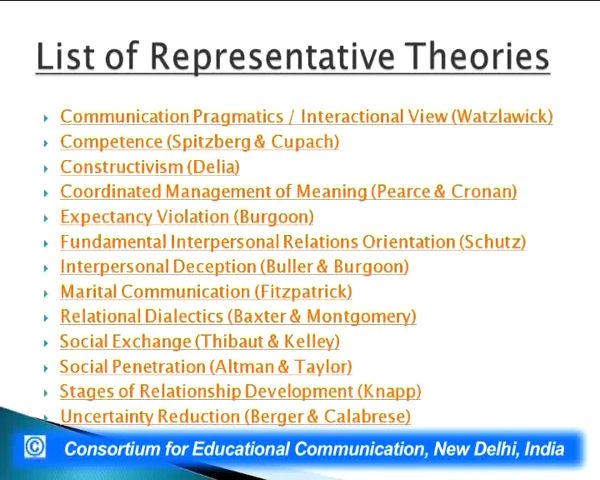 List of Representative Theories
Communication Pragmatics / Interactional View (Watzlawick)
Competence (Spitzberg & Cupach)
Constructivism (Delia)
Coordinated Management of Meaning (Pearce & Cronan)
Expectancy Violation (Burgoon)
Fundamental Interpersonal Relations Orientation (Schutz)
Interpersonal Deception (Buller & Burgoon)
Marital Communication (Fitzpatrick)
Relational Dialectics (Baxter & Montgomery)
Social Exchange (Thibaut & Kelley)
Social Penetration (Altman & Taylor)
Stages of Relationship Development (Knapp)
Uncertainty Reduction (Berger & Calabrese)
© Consortium for Educational Communication, New Delhi, India